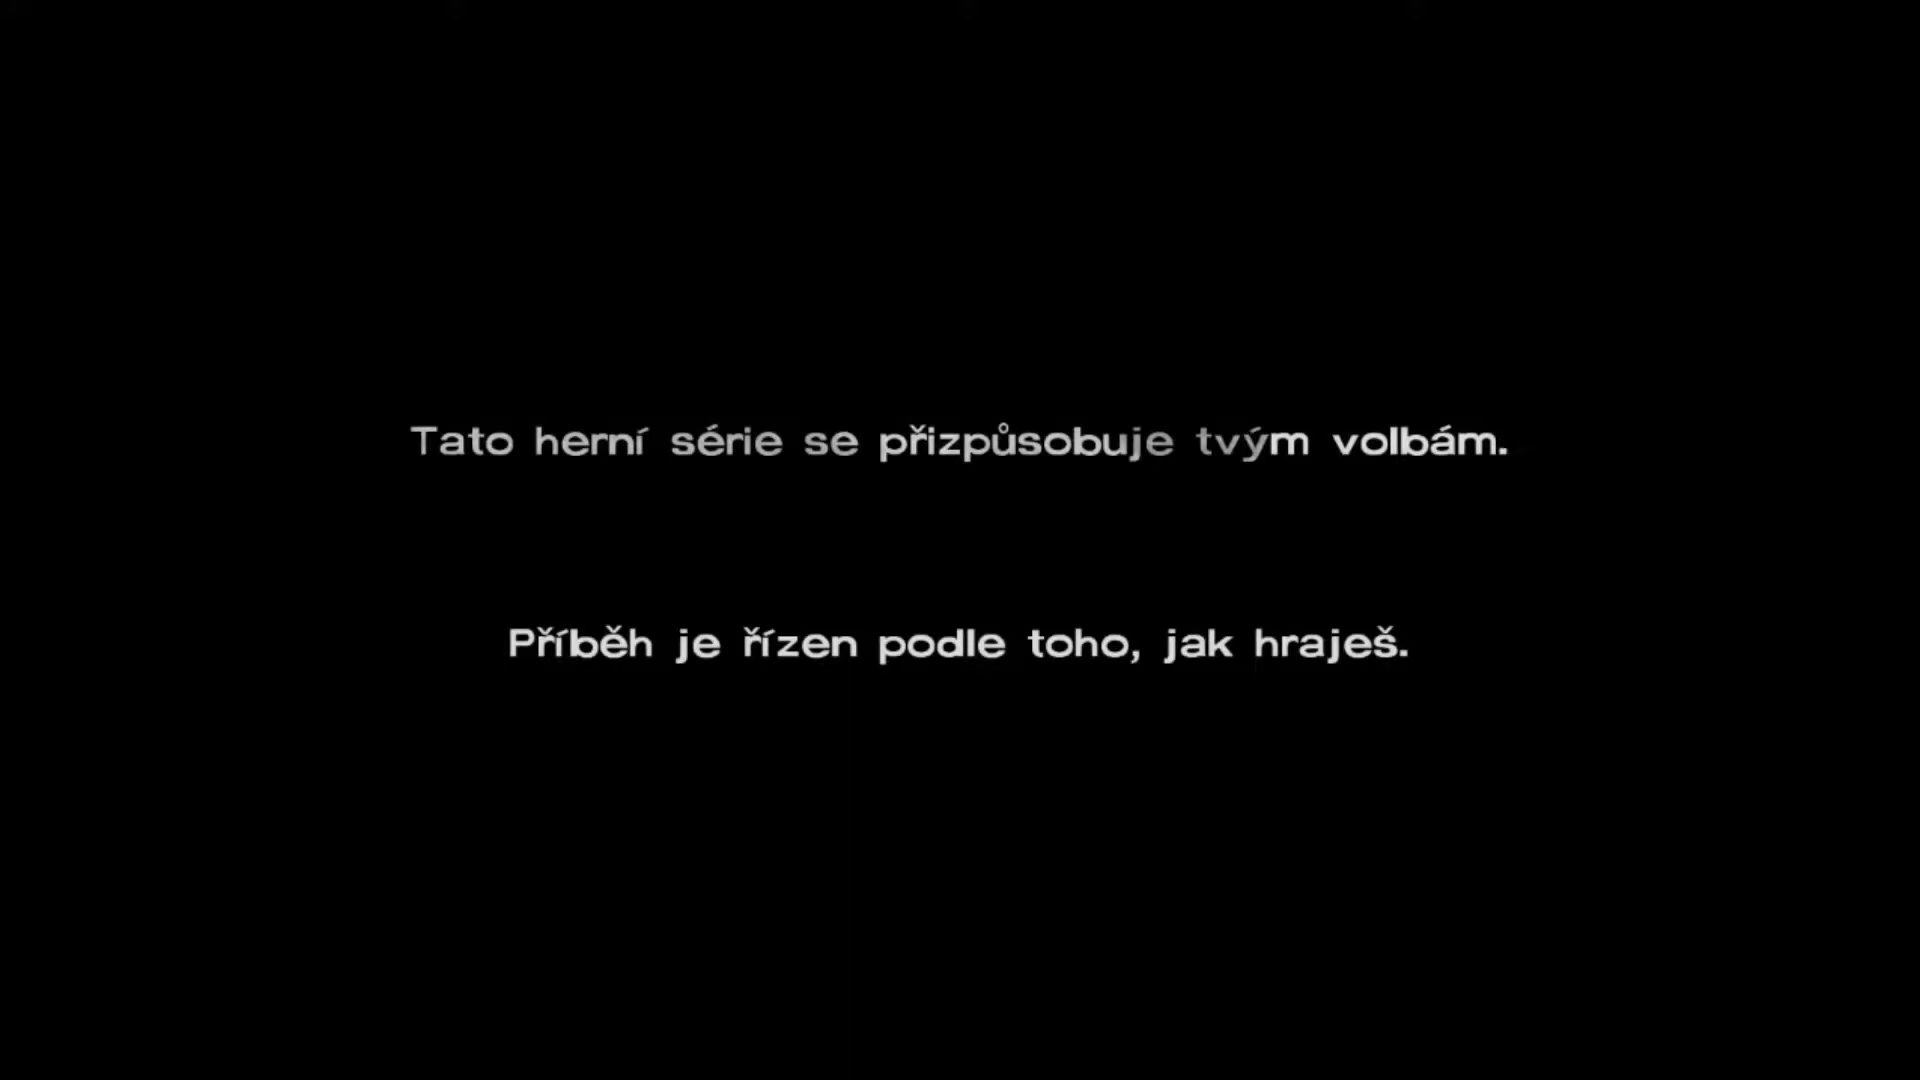 Tato herní série se přizpůsobuje tvým volbám.
Příběh je řízen podle toho, jak hraješ.